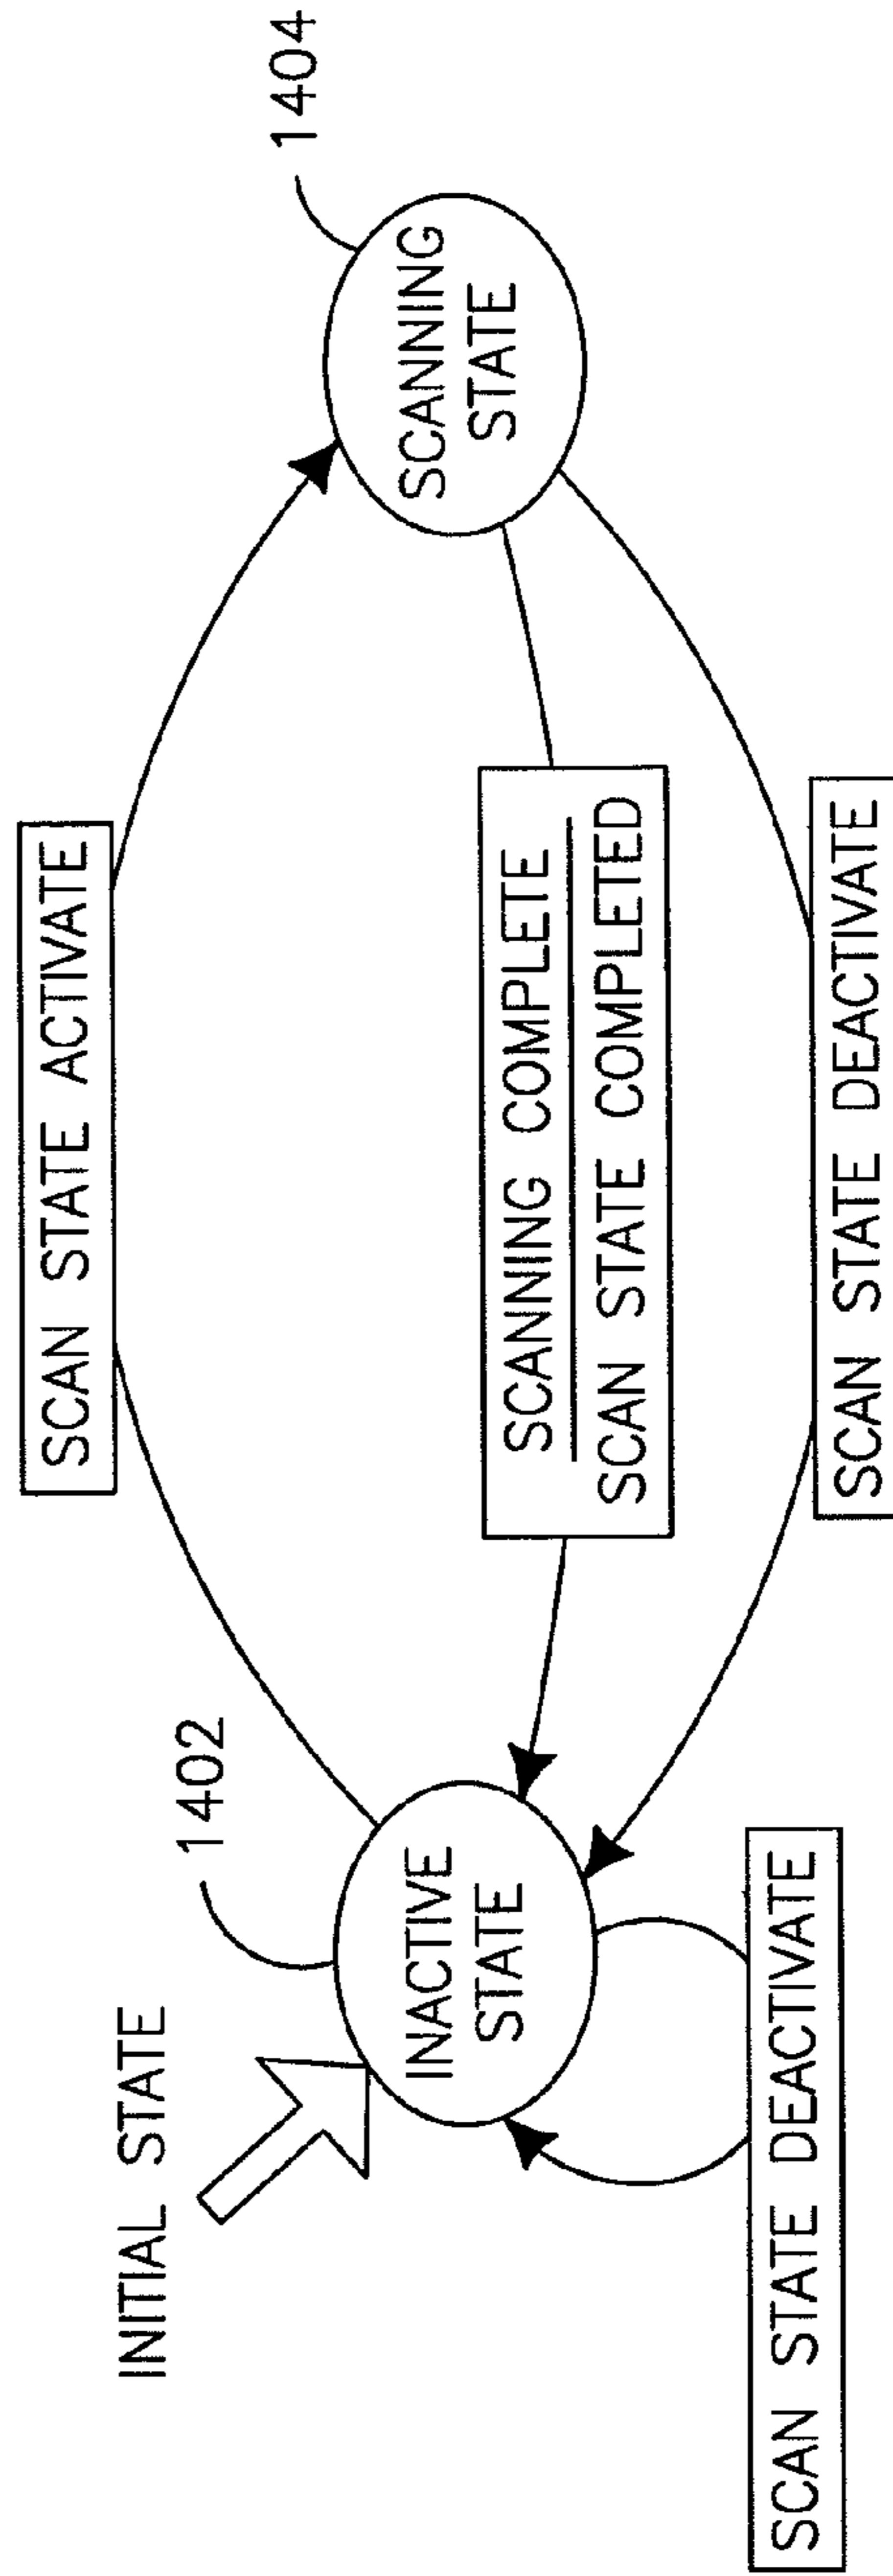 SCAN STATE ACTIVATE
1404
INITIAL STATE
1402
INACTIVE
STATE
SCANNING
STATE
SCANNING COMPLETE
SCAN STATE COMPLETED
SCAN STATE DEACTIVATE
SCAN STATE DEACTIVATE